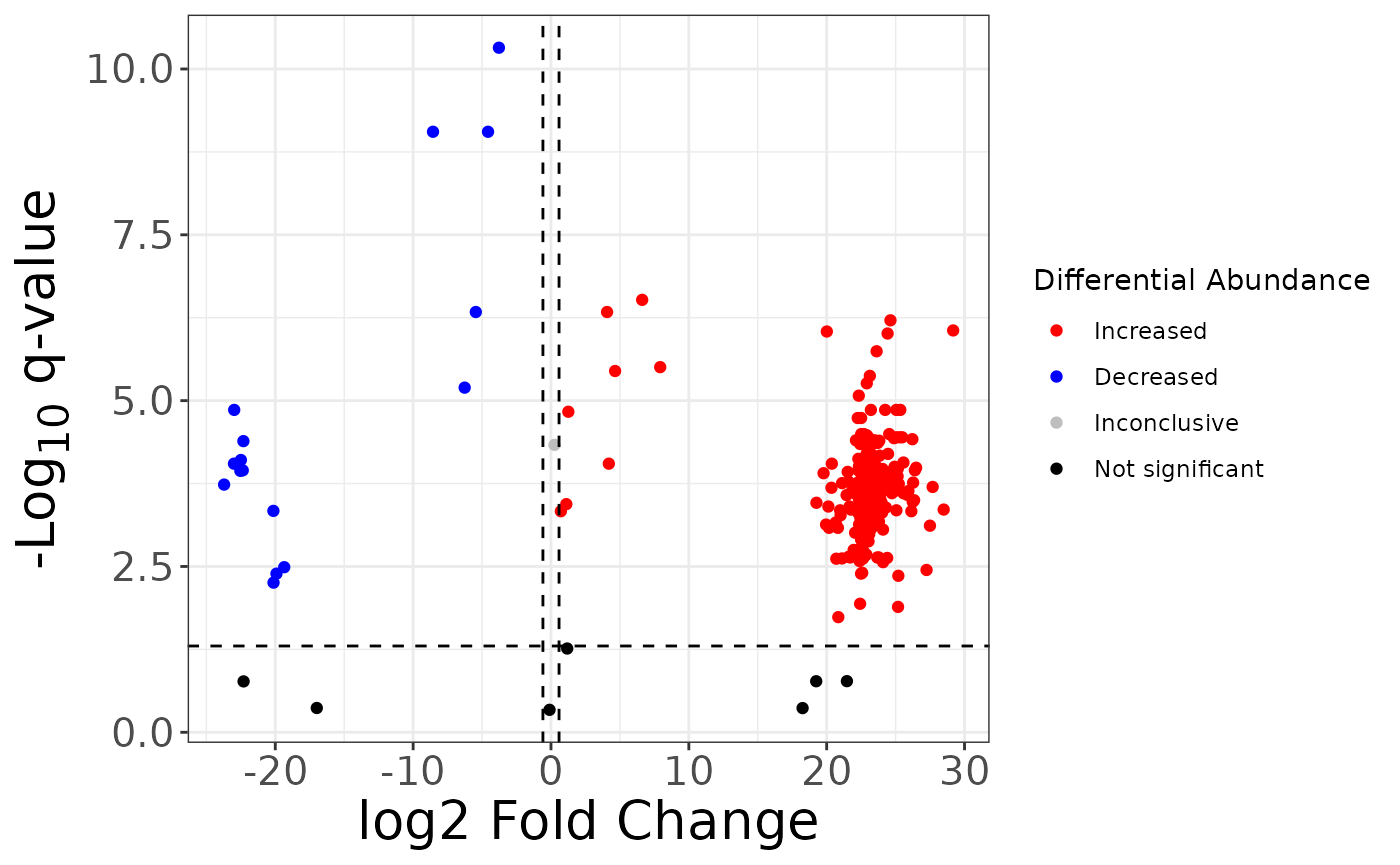 10.0
7.5
5.0
2.5
0.0
-Log10 q-value
-20
-10
0
10
20
30
log2 Fold Change
Differential Abundance
Increased
Decreased
Inconclusive
Not significant